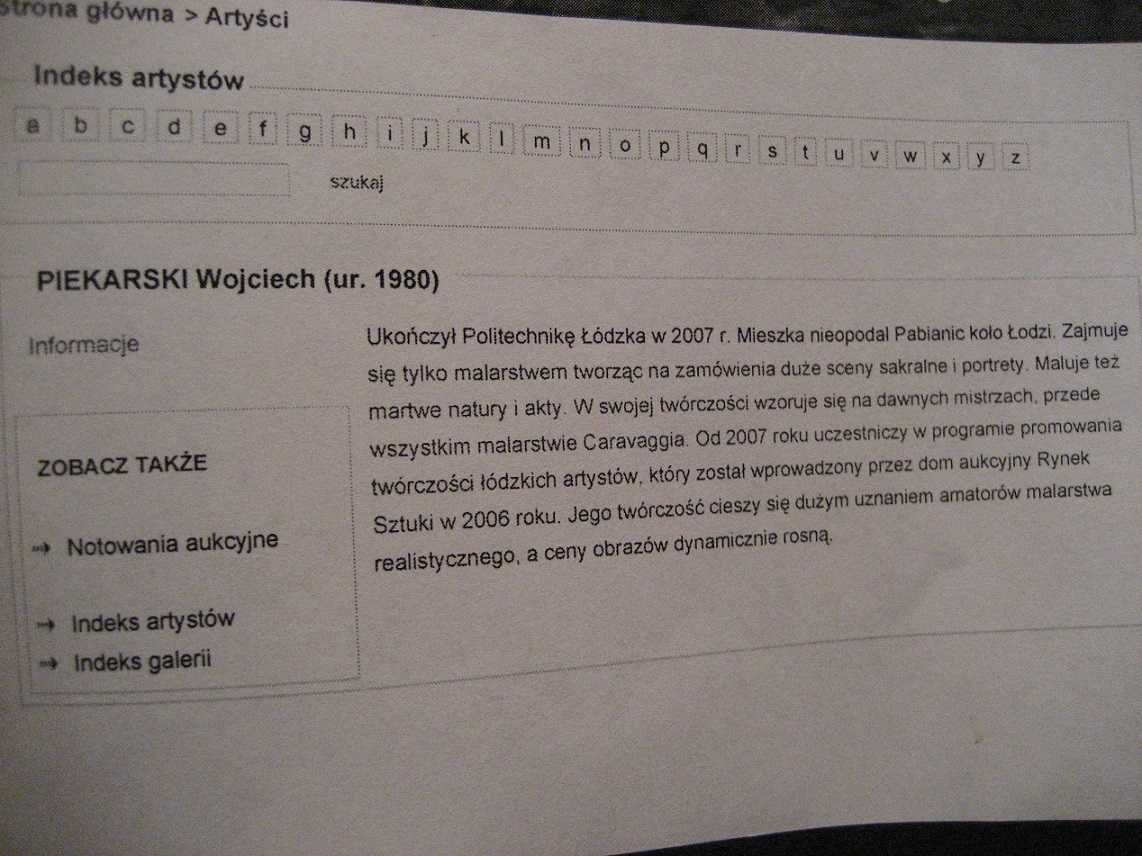 Strona główna > Artyści
Indeks artystów
a b c d e f g h i j k l m n o p q r s t u v w x y z
szukaj
PIEKARSKI Wojciech (ur. 1980)
Informacje
Ukończył Politechnikę Łódzka w 2007 r. Mieszka nieopodal Pabianic koło Łodzi. Zajmuje
się tylko malarstwem tworząc na zamówienia duże sceny sakralne i portrety. Maluje też
martwe natury i akty. W swojej twórczości wzoruje się na dawnych mistrzach, przede
wszystkim malarstwie Caravaggia. Od 2007 roku uczestniczy w programie promowania
twórczości łódzkich artystów, który został wprowadzony przez dom aukcyjny Rynek
Sztuki w 2006 roku. Jego twórczość cieszy się dużym uznaniem amatorów malarstwa
realistycznego, a ceny obrazów dynamicznie rosną.
ZOBACZ TAKŻE
Notowania aukcyjne
Indeks artystów
Indeks galerii